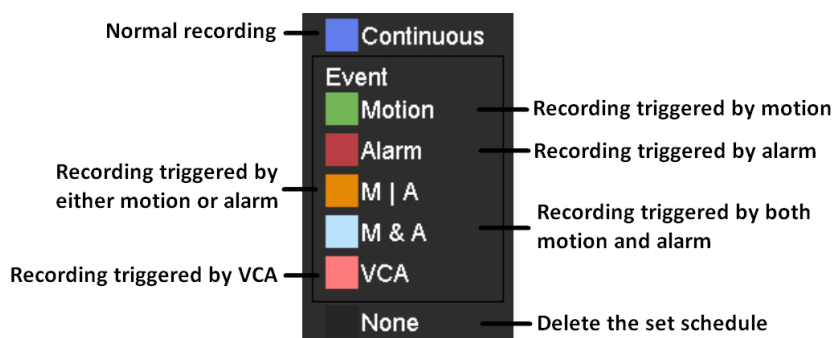 Normal recording
Continuous
Event
Motion
Recording triggered by motion
Alarm
Recording triggered by alarm
Recording triggered by
either motion or alarm
M | A
M & A
Recording triggered by both
motion and alarm
Recording triggered by VCA
VCA
None
Delete the set schedule